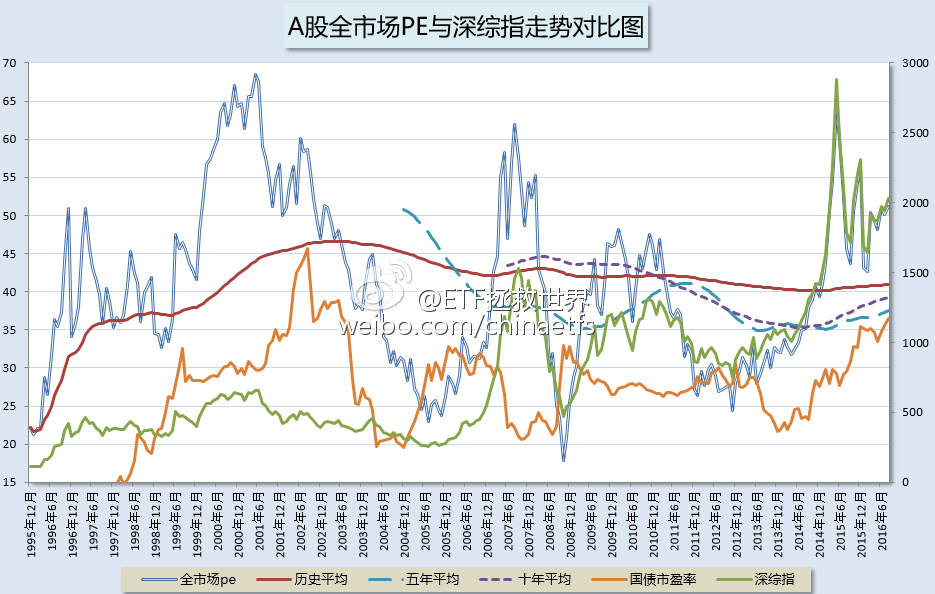 A股全市场PE与深综指走势对比图
70
65
60
55
50
45
40
35
30
25
20
15
3000
2500
2000
1500
1000
500
0
@ETF拯救世界
weibo.com/chinaetfs
1995年12月
1996年6月
1996年12月
1997年6月
1997年12月
1998年6月
1998年12月
1999年6月
1999年12月
2000年6月
2000年12月
2001年6月
2001年12月
2002年6月
2002年12月
2003年6月
2003年12月
2004年6月
2004年12月
2005年6月
2005年12月
2006年6月
2006年12月
2007年6月
2007年12月
2008年6月
2008年12月
2009年6月
2009年12月
2010年6月
2010年12月
2011年6月
2011年12月
2012年6月
2012年12月
2013年6月
2013年12月
2014年6月
2014年12月
2015年6月
2015年12月
2016年6月
全市场pe 历史平均 五年平均 十年平均 国债市盈率 深综指